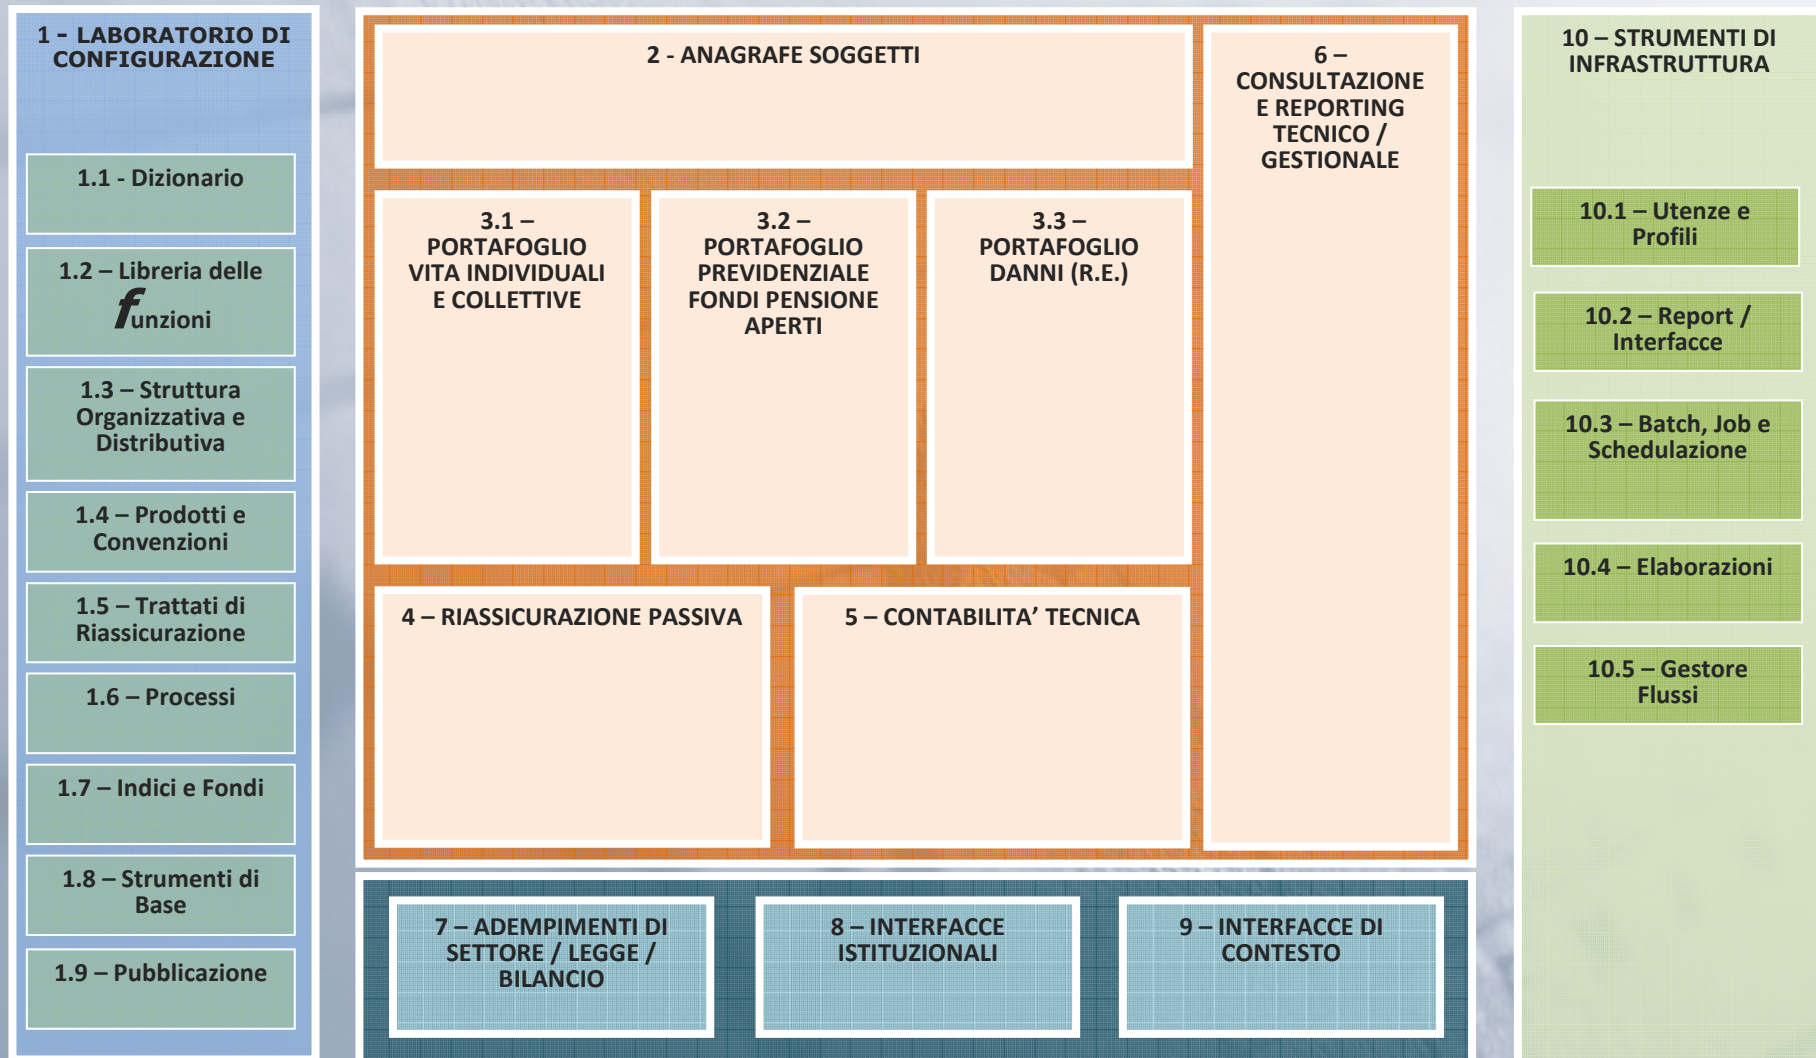 1 - LABORATORIO DI
CONFIGURAZIONE
1.1 - Dizionario
1.2 – Libreria delle
funzioni
1.3 – Struttura
Organizzativa e
Distributiva
1.4 – Prodotti e
Convenzioni
1.5 – Trattati di
Riassicurazione
1.6 – Processi
1.7 – Indici e Fondi
1.8 – Strumenti di
Base
1.9 – Pubblicazione
2 - ANAGRAFE SOGGETTI
3.1 –
PORTAFOGLIO
VITA INDIVIDUALI
E COLLETTIVE
3.2 –
PORTAFOGLIO
PREVIDENZIALE
FONDI PENSIONE
APERTI
3.3 –
PORTAFOGLIO
DANNI (R.E.)
4 – RIASSICURAZIONE PASSIVA
5 – CONTABILITA’ TECNICA
6 –
CONSULTAZIONE
E REPORTING
TECNICO /
GESTIONALE
7 – ADEMPIMENTI DI
SETTORE / LEGGE /
BILANCIO
8 – INTERFACCE
ISTITUZIONALI
9 – INTERFACCE DI
CONTESTO
10 – STRUMENTI DI
INFRASTRUTTURA
10.1 – Utenze e
Profili
10.2 – Report /
Interfacce
10.3 – Batch, Job e
Schedulazione
10.4 – Elaborazioni
10.5 – Gestore
Flussi